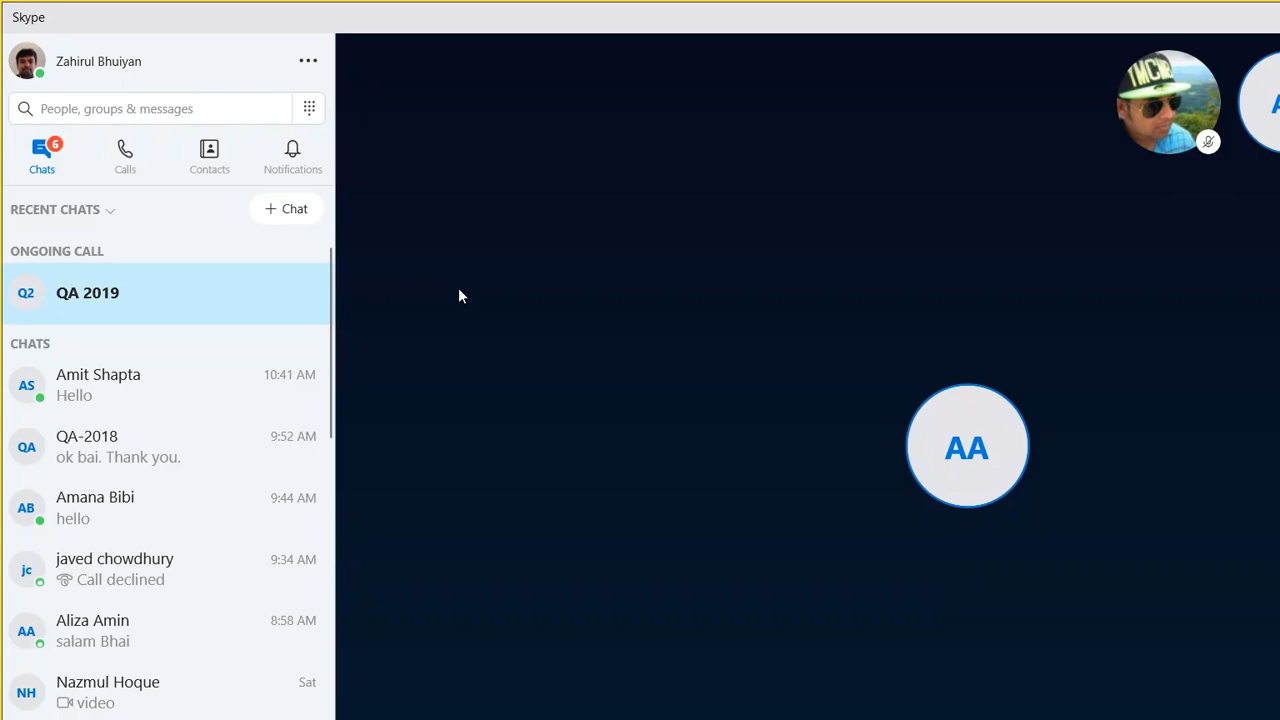 Skype
Zahirul Bhuiyan
People, groups & messages
6
Chats
Calls
Contacts
Notifications
RECENT CHATS
+ Chat
ONGOING CALL
Q2
QA 2019
CHATS
AS
Amit Shapta
10:41 AM
Hello
QA
QA-2018
9:52 AM
ok bai. Thank you.
AB
Amana Bibi
9:44 AM
hello
jc
javed chowdhury
9:34 AM
Call declined
AA
Aliza Amin
8:58 AM
salam Bhai
NH
Nazmul Hoque
Sat
video
AA